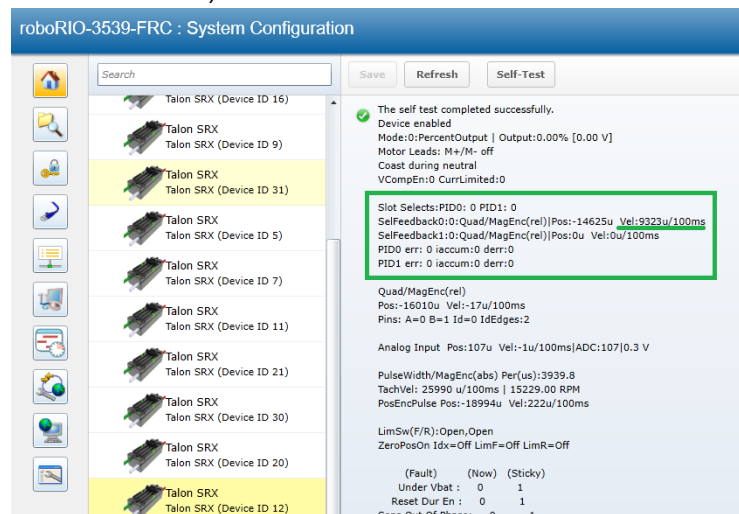 roboRIO-3539-FRC : System Configuration
Search
Save Refresh Self-Test
Talon SRX (Device ID 16)
Talon SRX
Talon SRX (Device ID 9)
Talon SRX
Talon SRX (Device ID 31)
Talon SRX
Talon SRX (Device ID 5)
Talon SRX
Talon SRX (Device ID 7)
Talon SRX
Talon SRX (Device ID 11)
Talon SRX
Talon SRX (Device ID 21)
Talon SRX
Talon SRX (Device ID 30)
Talon SRX
Talon SRX (Device ID 20)
Talon SRX
Talon SRX (Device ID 12)
The self test completed successfully.
Device enabled
Mode:0:PercentOutput | Output:0.00% [0.00 V]
Motor Leads: M+/M- off
Coast during neutral
VCompEn:0 CurrLimited:0
Slot Selects:PID0: 0 PID1: 0
SelFeedback0:0:Quad/MagEnc(rel)|Pos:-14625u Vel:9323u/100ms
SelFeedback1:0:Quad/MagEnc(rel)|Pos:0u Vel:0u/100ms
PID0 err: 0 iaccum:0 derr:0
PID1 err: 0 iaccum:0 derr:0
Quad/MagEnc(rel)
Pos:-16010u Vel:-17u/100ms
Pins: A=0 B=1 Id=0 IdEdges:2
Analog Input Pos:107u Vel:-1u/100ms|ADC:107|0.3 V
PulseWidth/MagEnc(abs) Per(us):3939.8
TachVel: 25990 u/100ms | 15229.00 RPM
PosEncPulse Pos:-18994u Vel:222u/100ms
LimSw(F/R):Open,Open
ZeroPosOn Idx=Off LimF=Off LimR=Off
(Fault) (Now) (Sticky)
Under Vbat : 0 1
Reset Dur En : 0 1